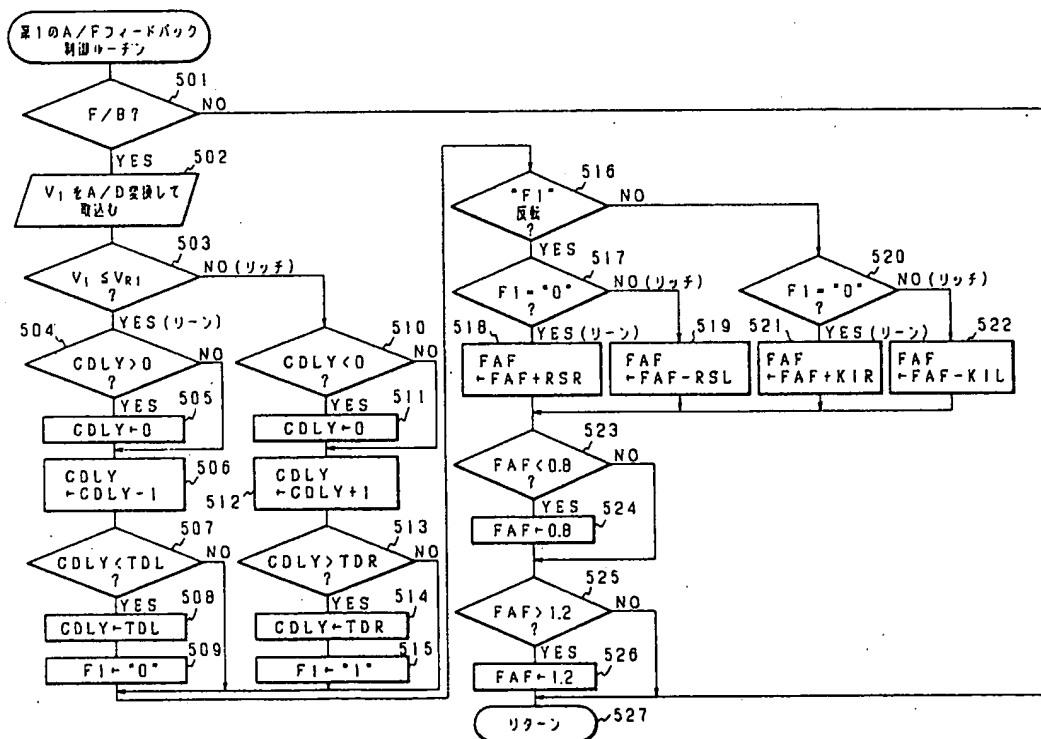 第1のA/Fフィードバック
制御ルーチン
501
F/B?
NO
YES
502
V1をA/D変換して
取込む
503
V1≦VR1
?
NO(リッチ)
YES(リーン)
504
CDLY>0
?
NO
YES
505
CDLY←0
506
CDLY
←CDLY-1
507
CDLY<TDL
?
NO
YES
508
CDLY←TDL
509
F1←"0"
510
CDLY<0
?
NO
YES
511
CDLY←0
512
CDLY
←CDLY+1
513
CDLY>TDR
?
NO
YES
514
CDLY←TDR
515
F1←"1"
516
"F1"
反転
?
NO
YES
517
F1="0"
?
NO(リッチ)
YES(リーン)
518
FAF
←FAF+RSR
519
FAF
←FAF-RSL
520
F1="0"
?
NO(リッチ)
YES(リーン)
521
FAF
←FAF+KIR
522
FAF
←FAF-KIL
523
FAF<0.8
?
NO
YES
524
FAF←0.8
525
FAF>1.2
?
NO
YES
526
FAF←1.2
リターン
527